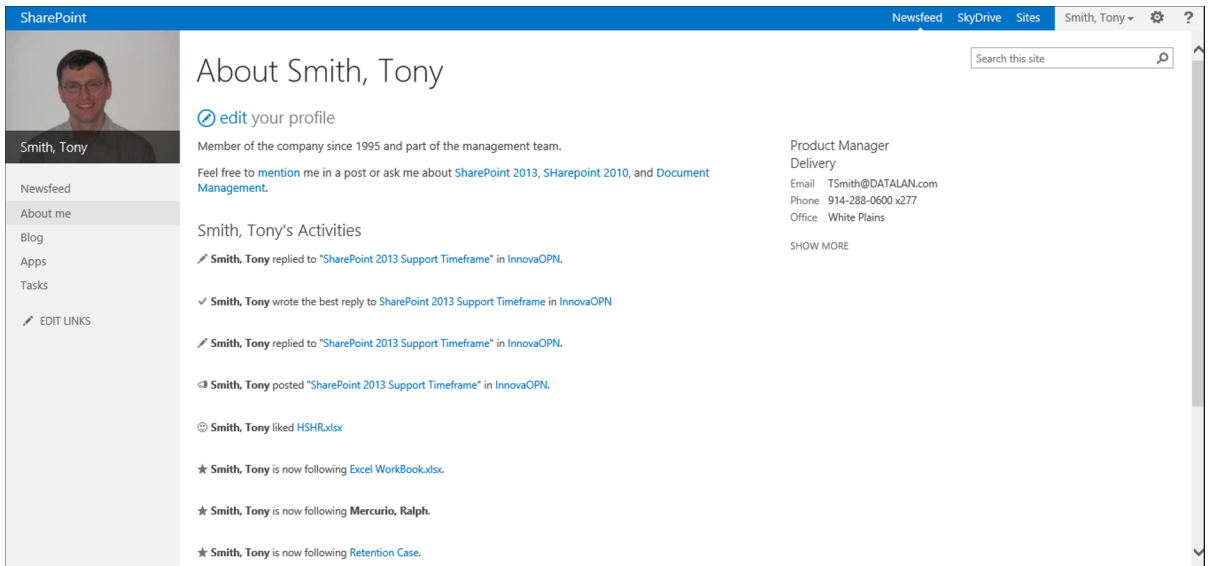 SharePoint
Newsfeed SkyDrive Sites Smith, Tony ?
Smith, Tony
Newsfeed
About me
Blog
Apps
Tasks
EDIT LINKS
About Smith, Tony
Search this site
edit your profile
Member of the company since 1995 and part of the management team.
Feel free to mention me in a post or ask me about SharePoint 2013, SHarepoint 2010, and Document
Management.
Smith, Tony's Activities
Smith, Tony replied to "SharePoint 2013 Support Timeframe" in InnovaOPN.
Smith, Tony wrote the best reply to SharePoint 2013 Support Timeframe in InnovaOPN
Smith, Tony replied to "SharePoint 2013 Support Timeframe" in InnovaOPN.
Smith, Tony posted "SharePoint 2013 Support Timeframe" in InnovaOPN.
Smith, Tony liked HSHR.xlsx
Smith, Tony is now following Excel WorkBook.xlsx.
Smith, Tony is now following Mercurio, Ralph.
Smith, Tony is now following Retention Case.
Product Manager
Delivery
Email TSmith@DATALAN.com
Phone 914-288-0600 x277
Office White Plains
SHOW MORE